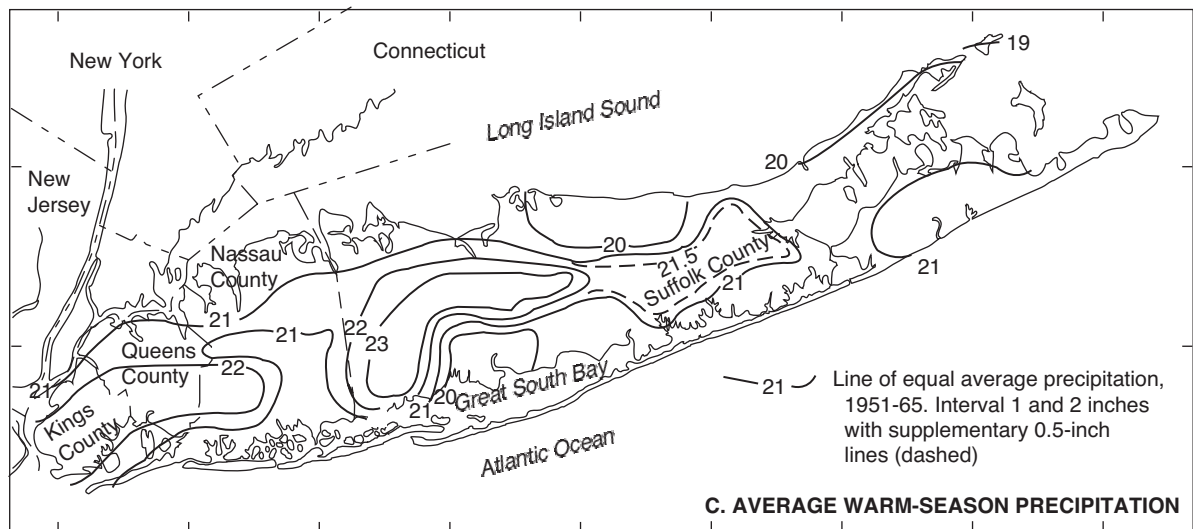 New York
Connecticut
Long Island Sound
19
20
New
Jersey
Nassau
County
20
21.5
Suffolk County
21
21
21
21
22
23
22
Queens
County
21
Kings
County
21
20
Great South Bay
Atlantic Ocean
21
Line of equal average precipitation,
1951-65. Interval 1 and 2 inches
with supplementary 0.5-inch
lines (dashed)
C. AVERAGE WARM-SEASON PRECIPITATION